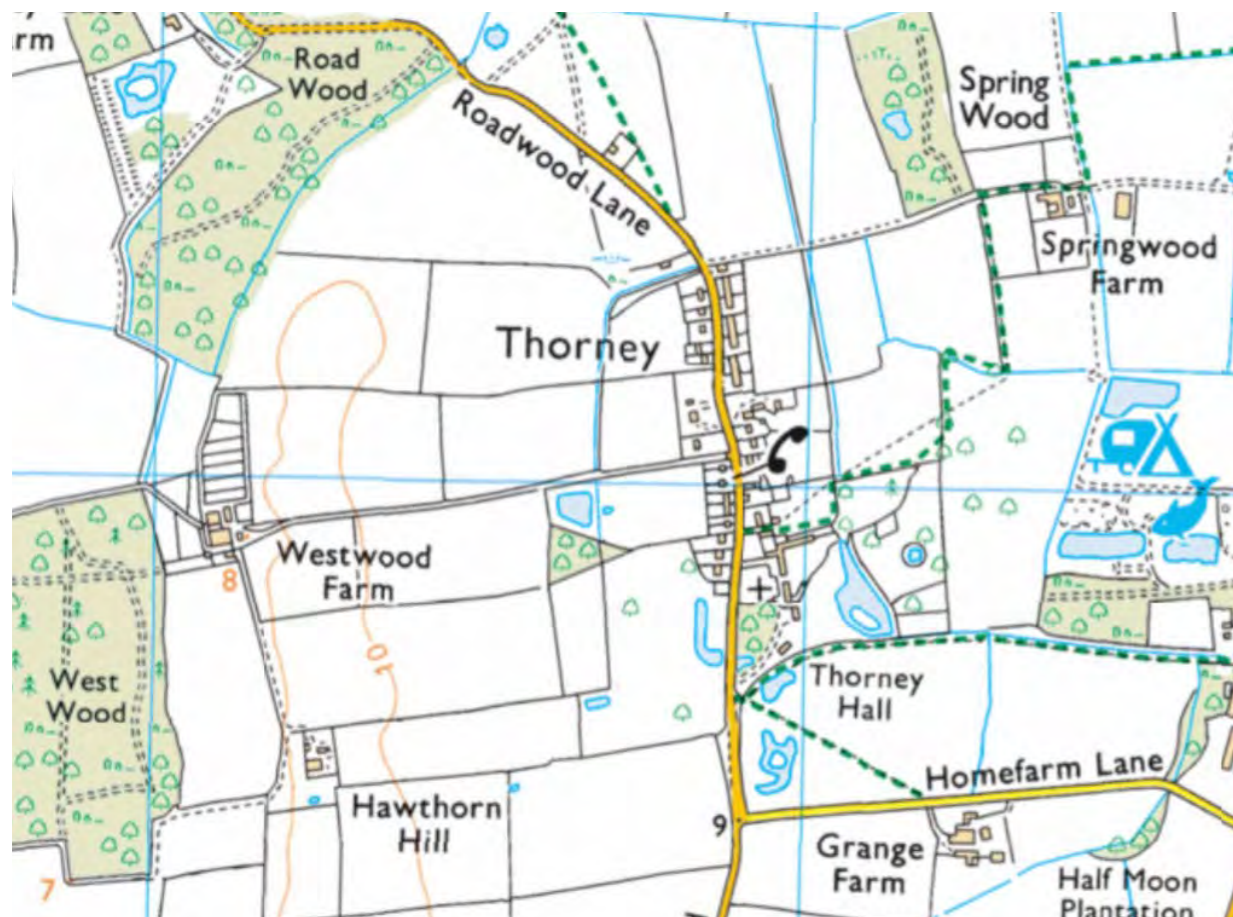 rm
Road
Wood
Roadwood Lane
Spring
Wood
Springwood
Farm
Thorney
Westwood
Farm
8
10
West
Wood
Thorney
Hall
Homefarm Lane
Hawthorn
Hill
9
Grange
Farm
7
Half Moon
Plantation